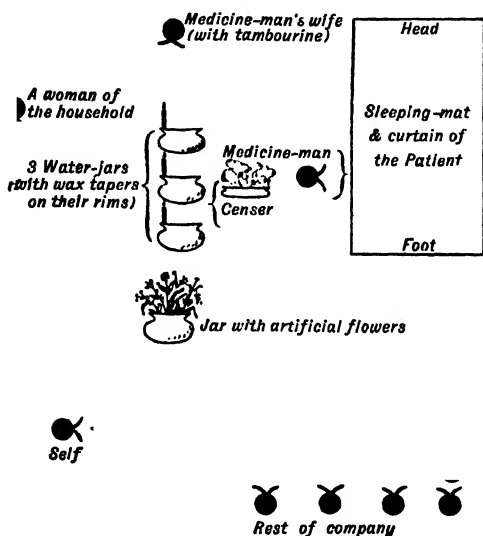 Medicine-man's wife
(with tambourine)
Head
A woman of
the household
Sleeping-mat
& curtain of
the Patient
3 Water-jars
(with wax tapers
on their rims)
Medicine-man
Censer
Foot
Jar with artificial flowers
Self
Rest of company